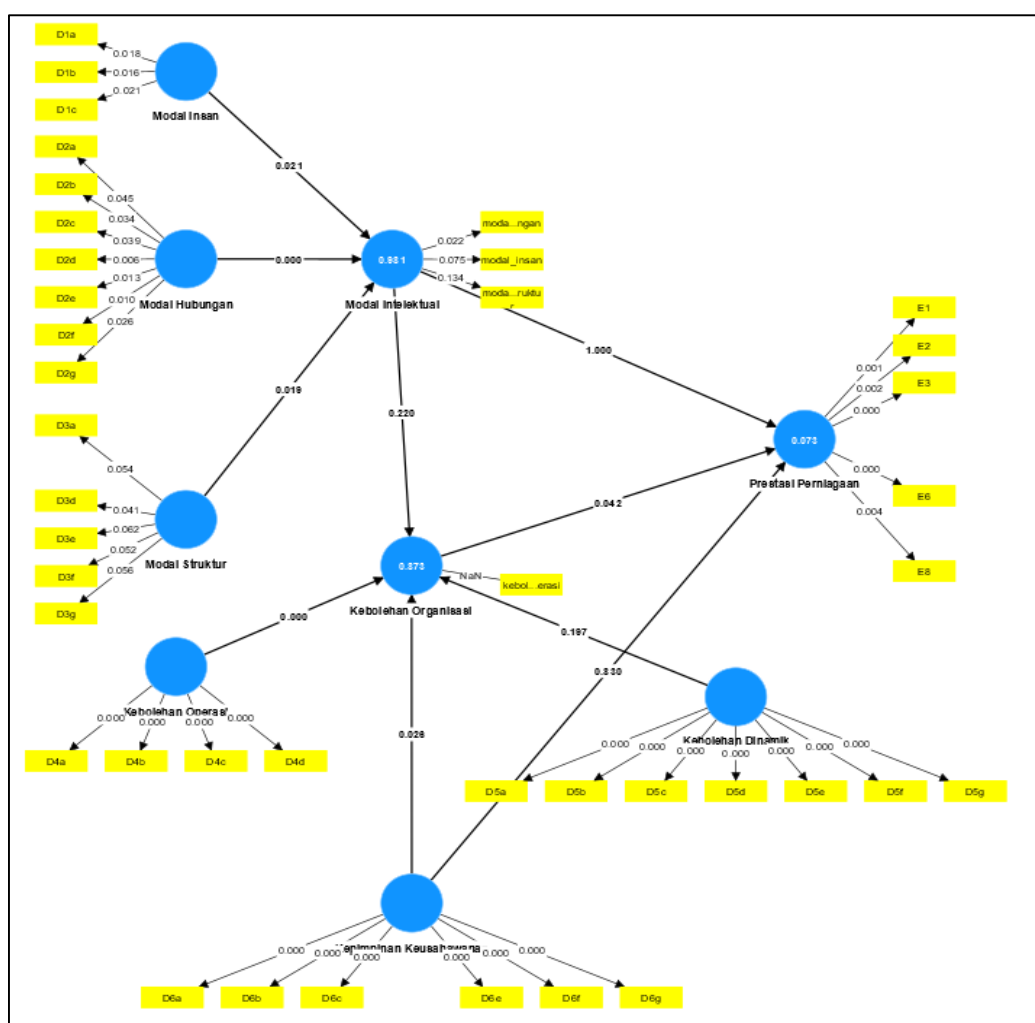 D1a
0.018
D1b
0.016
D1c
0.021
Modal Insan
D2a
0.045
D2b
0.034
D2c
0.039
D2d
0.006
D2e
0.013
D2f
0.010
D2g
0.026
Modal Hubungan
0.021
0.000
0.019
0.981
Modal Intelektual
moda...ngan
0.022
modal_insan
0.075
moda...ruktu
r
0.134
1.000
0.220
D3a
0.054
D3d
0.041
D3e
0.062
D3f
0.052
D3g
0.056
Modal Struktur
E1
0.001
E2
0.002
E3
0.000
E6
0.000
E8
0.004
0.073
Prestasi Perniagaan
0.042
0.873
Kebolehan Organisasi
NaN
kebol...erasi
0.000
0.197
0.830
0.026
Kebolehan Operasi
0.000
0.000
0.000
0.000
D4a
D4b
D4c
D4d
Kebolehan Dinamik
0.000
0.000
0.000
0.000
0.000
0.000
0.000
D5a
D5b
D5c
D5d
D5e
D5f
D5g
Kepimpinan Keusahawana
0.000
0.000
0.000
0.000
0.000
0.000
D6a
D6b
D6c
D6e
D6f
D6g